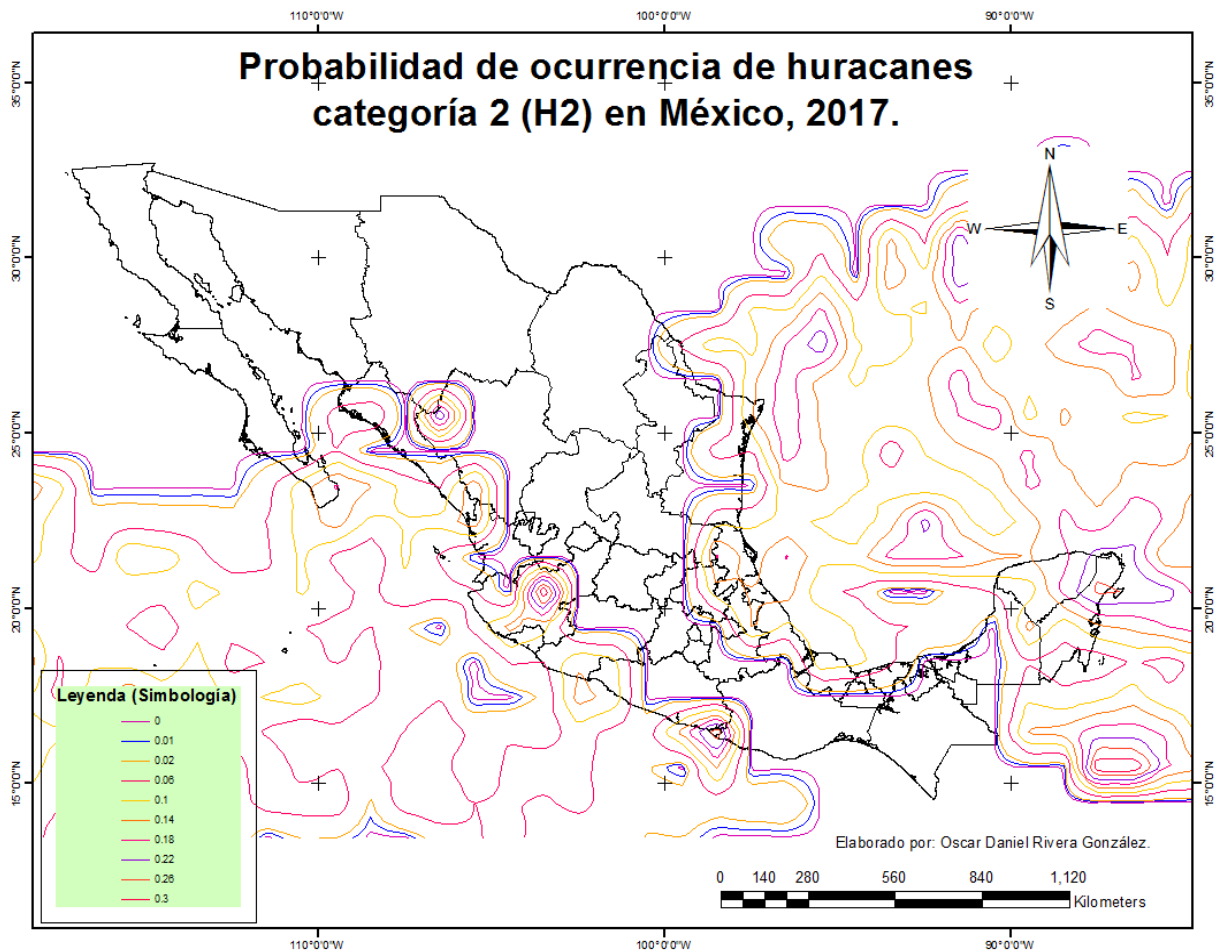 110°0'0"W 100°0'0"W 90°0'0"W
Probabilidad de ocurrencia de huracanes
categoría 2 (H2) en México, 2017.
35°0'0"N 35°0'0"N
N
W E
S
30°0'0"N 30°0'0"N
25°0'0"N 25°0'0"N
20°0'0"N 20°0'0"N
15°0'0"N 15°0'0"N
Leyenda (Simbología)
0
0.01
0.02
0.06
0.1
0.14
0.18
0.22
0.26
0.3
Elaborado por: Oscar Daniel Rivera González.
0 140 280 560 840 1,120
Kilometers
110°0'0"W 100°0'0"W 90°0'0"W